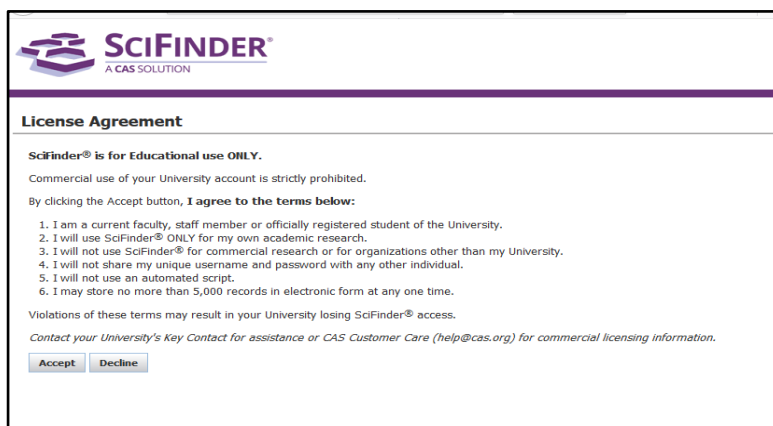 SCIFINDER®
A CAS SOLUTION
License Agreement
SciFinder® is for Educational use ONLY.
Commercial use of your University account is strictly prohibited.
By clicking the Accept button, I agree to the terms below:
1. I am a current faculty, staff member or officially registered student of the University.
2. I will use SciFinder® ONLY for my own academic research.
3. I will not use SciFinder® for commercial research or for organizations other than my University.
4. I will not share my unique username and password with any other individual.
5. I will not use an automated script.
6. I may store no more than 5,000 records in electronic form at any one time.
Violations of these terms may result in your University losing SciFinder® access.
Contact your University's Key Contact for assistance or CAS Customer Care (help@cas.org) for commercial licensing information.
Accept Decline